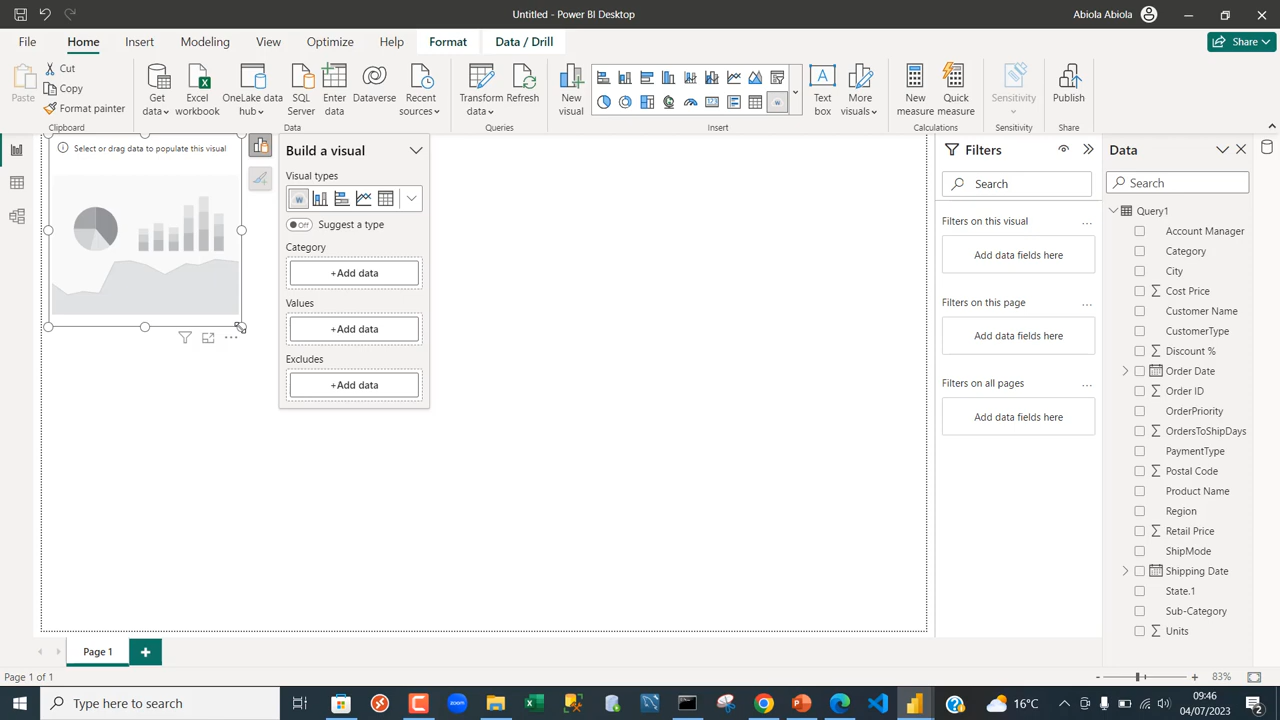 Untitled - Power BI Desktop
Abiola Abiola
File
Home
Insert
Modeling
View
Optimize
Help
Format
Data / Drill
Share
Paste
Cut
Copy
Format painter
Clipboard
Get data
Excel workbook
OneLake data hub
SQL Server
Enter data
Dataverse
Recent sources
Data
Transform data
Refresh
Queries
New visual
Text box
More visuals
Insert
New measure
Quick measure
Calculations
Sensitivity
Sensitivity
Publish
Share
Select or drag data to populate this visual
Build a visual
Visual types
Off
Suggest a type
Category
+Add data
Values
+Add data
Excludes
+Add data
Filters
Search
Filters on this visual
Add data fields here
Filters on this page
Add data fields here
Filters on all pages
Add data fields here
Data
Search
Query1
Account Manager
Category
City
Cost Price
Customer Name
CustomerType
Discount %
Order Date
Order ID
OrderPriority
OrdersToShipDays
PaymentType
Postal Code
Product Name
Region
Retail Price
ShipMode
Shipping Date
State.1
Sub-Category
Units
Page 1
Page 1 of 1
83%
Type here to search
16°C
09:46
04/07/2023
2